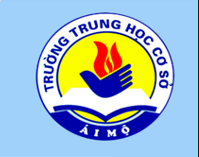 TRƯỜNG TRUNG HỌC CƠ SỞ
ÁI MỘ